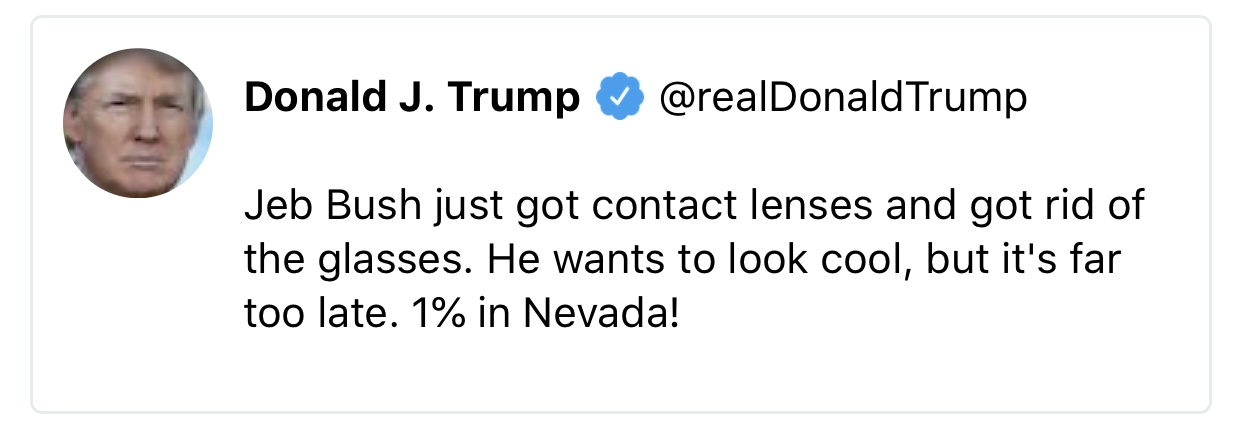 Donald J. Trump @realDonaldTrump
Jeb Bush just got contact lenses and got rid of
the glasses. He wants to look cool, but it's far
too late. 1% in Nevada!